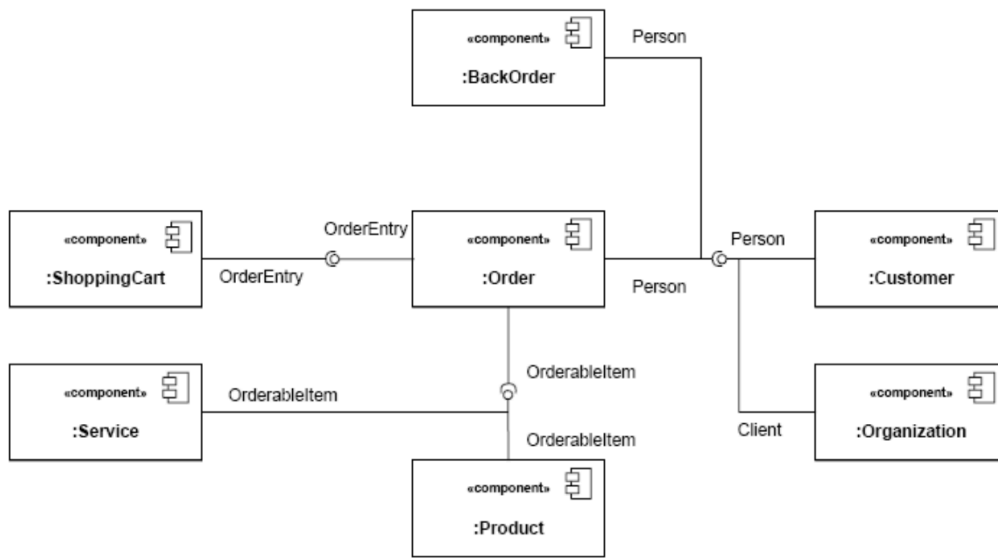 «component»
:BackOrder
Person
«component»
:ShoppingCart
OrderEntry
OrderEntry
«component»
:Order
Person
Person
«component»
:Customer
«component»
:Service
OrderableItem
OrderableItem
OrderableItem
Client
«component»
:Organization
«component»
:Product